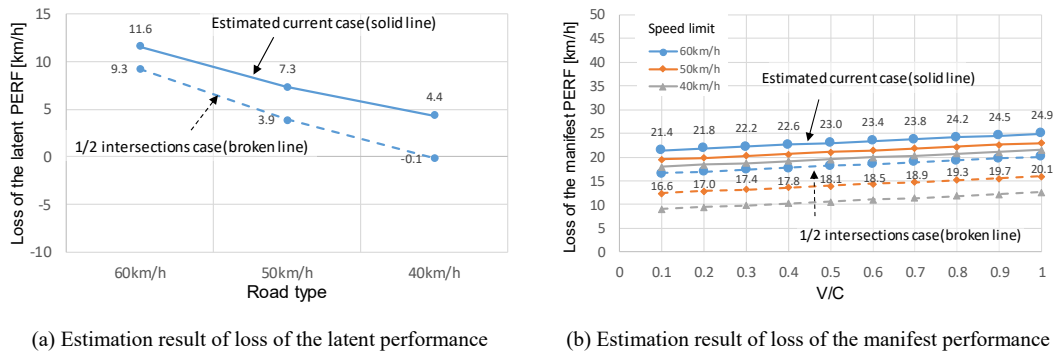 Loss of the latent PERF [km/h]
15
10
5
0
-5
-10
Estimated current case(solid line)
11.6
9.3
7.3
3.9
4.4
-0.1
1/2 intersections case(broken line)
60km/h
50km/h
40km/h
Road type
(a) Estimation result of loss of the latent performance
Loss of the manifest PERF [km/h]
50
45
40
35
30
25
20
15
10
5
0
Speed limit
60km/h
50km/h
40km/h
Estimated current case(solid line)
21.4 21.8 22.2 22.6 23.0 23.4 23.8 24.2 24.5 24.9
16.6 17.0 17.4 17.8 18.1 18.5 18.9 19.3 19.7 20.1
1/2 intersections case(broken line)
0 0.1 0.2 0.3 0.4 0.5 0.6 0.7 0.8 0.9 1
V/C
(b) Estimation result of loss of the manifest performance